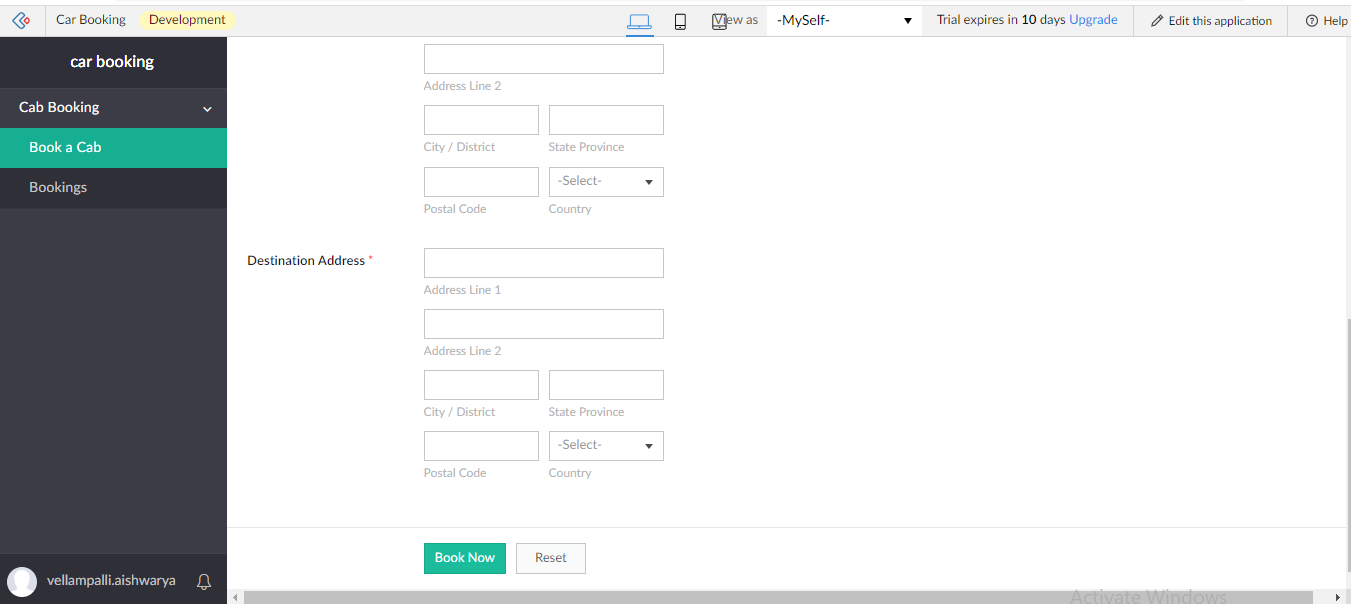 Car Booking Development View as -MySelf- Trial expires in 10 days Upgrade Edit this application Help
car booking
Cab Booking
Book a Cab
Bookings
Address Line 2
City / District State Province
-Select-
Postal Code Country
Destination Address *
Address Line 1
Address Line 2
City / District State Province
-Select-
Postal Code Country
Book Now Reset
vellampalli.aishwarya
Activate Windows